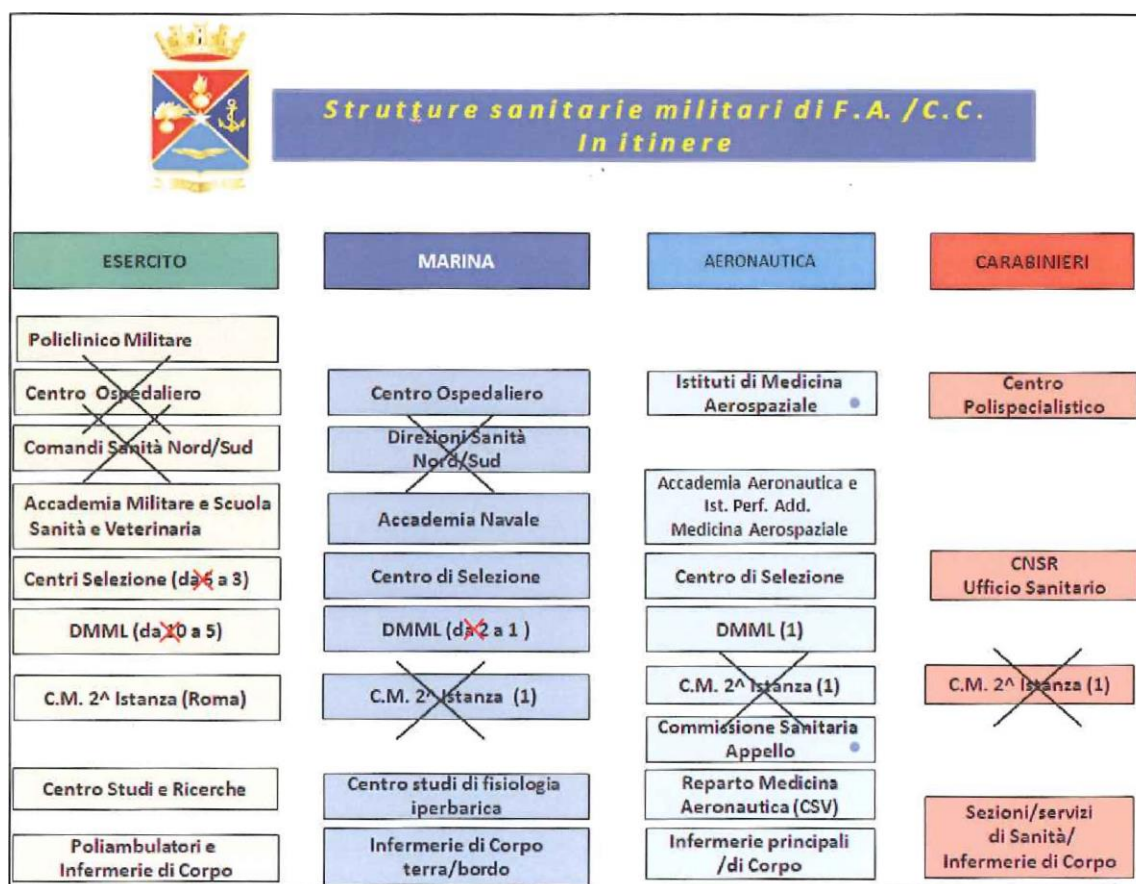 Strutture sanitarie militari di F.A. /C.C.
In itinere
ESERCITO
Policlinico Militare
Centro Ospedaliero
Comandi Sanità Nord/Sud
Accademia Militare e Scuola
Sanità e Veterinaria
Centri Selezione (da 6 a 3)
DMML (da 10 a 5)
C.M. 2^ Istanza (Roma)
Centro Studi e Ricerche
Poliambulatori e
Infermerie di Corpo
MARINA
Centro Ospedaliero
Direzioni Sanità
Nord/Sud
Accademia Navale
Centro di Selezione
DMML (da 2 a 1 )
C.M. 2^ Istanza (1)
Centro studi di fisiologia
iperbarica
Infermerie di Corpo
terra/bordo
AERONAUTICA
Istituti di Medicina
Aerospaziale
Accademia Aeronautica e
Ist. Perf. Add.
Medicina Aerospaziale
Centro di Selezione
DMML (1)
C.M. 2^ Istanza (1)
Commissione Sanitaria
Appello
Reparto Medicina
Aeronautica (CSV)
Infermerie principali
/di Corpo
CARABINIERI
Centro
Polispecialistico
CNSR
Ufficio Sanitario
C.M. 2^ Istanza (1)
Sezioni/servizi
di Sanità/
Infermerie di Corpo